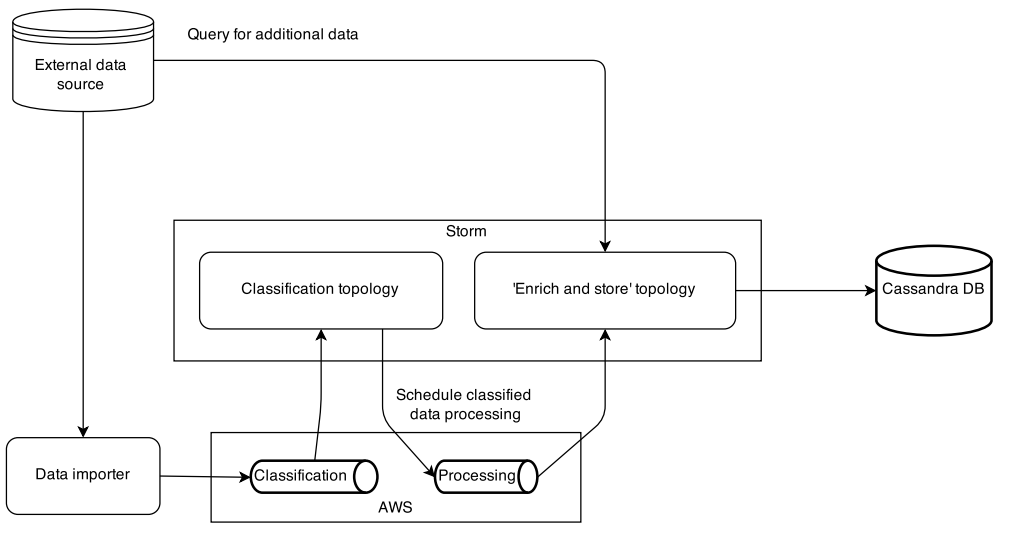 Query for additional data
External data
source
Storm
Classification topology
'Enrich and store' topology
Cassandra DB
Schedule classified
data processing
Data importer
Classification
Processing
AWS